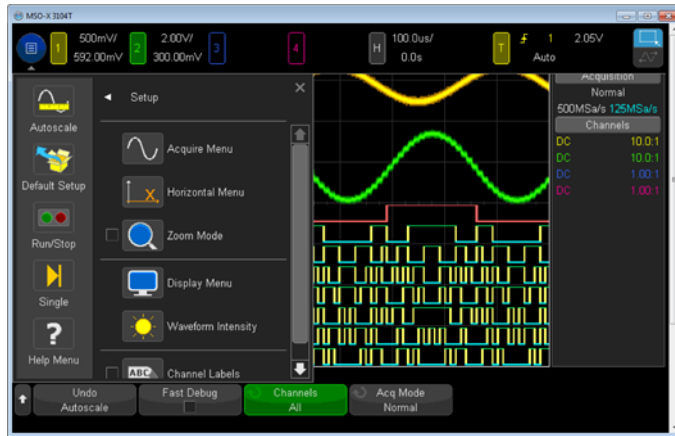 MSO-X 3104T
1
500mV/
592.00mV
2
2.00V/
300.00mV
3
4
H
100.0us/
0.0s
T
1
2.05V
Auto
Autoscale
Default Setup
Run/Stop
Single
?
Help Menu
Setup
Acquire Menu
X
Horizontal Menu
Zoom Mode
Display Menu
Waveform Intensity
ABC
Channel Labels
Acquisition
Normal
500MSa/s 125MSa/s
Channels
DC 10.0:1
DC 10.0:1
DC 1.00:1
DC 1.00:1
Undo
Autoscale
Fast Debug
Channels
All
Acq Mode
Normal